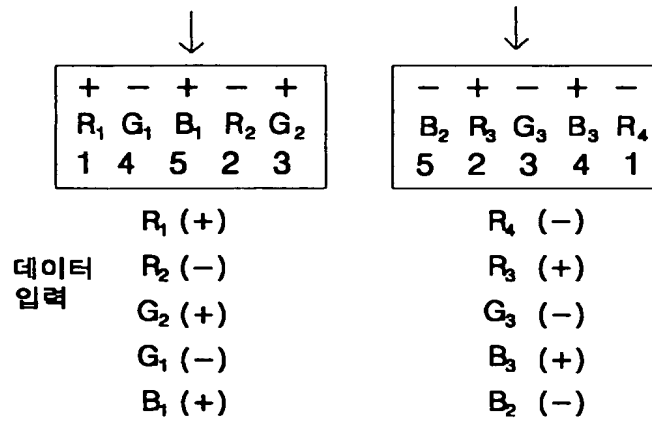 + − + − +
R₁ G₁ B₁ R₂ G₂
1 4 5 2 3
− + − + −
B₂ R₃ G₃ B₃ R₄
5 2 3 4 1
데이터
입력
R₁ (+)
R₂ (−)
G₂ (+)
G₁ (−)
B₁ (+)
R₄ (−)
R₃ (+)
G₃ (−)
B₃ (+)
B₂ (−)